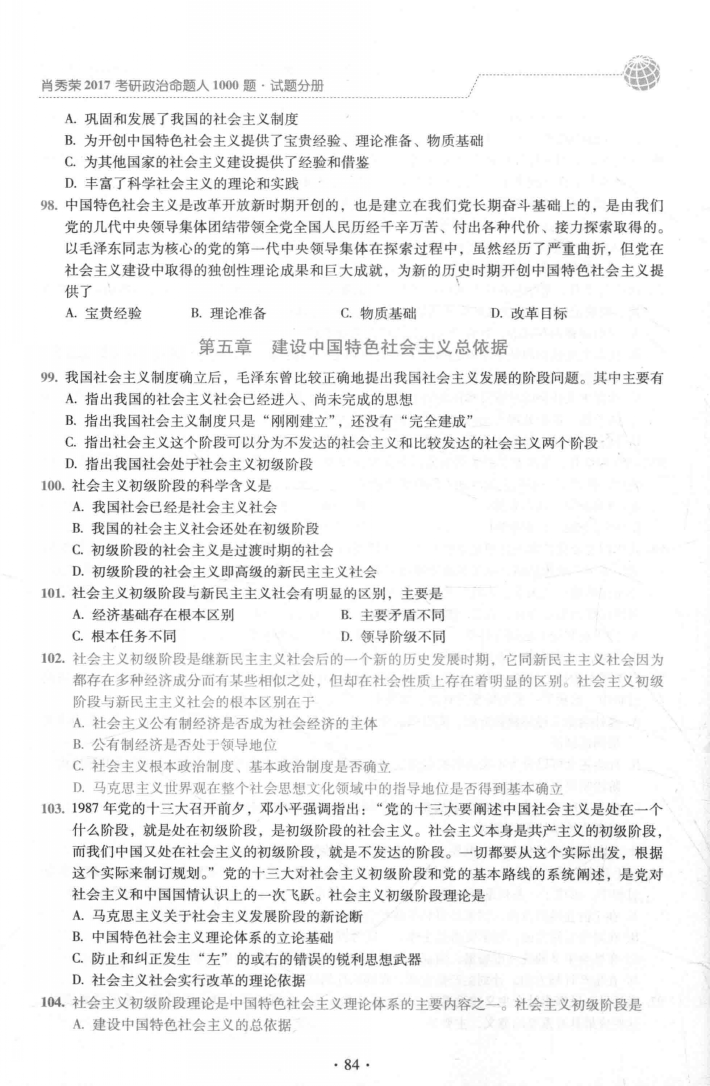 肖秀荣 2017 考研政治命题人 1000 题·试题分册
A. 巩固和发展了我国的社会主义制度
B. 为开创中国特色社会主义提供了宝贵经验、理论准备、物质基础
C. 为其他国家的社会主义建设提供了经验和借鉴
D. 丰富了科学社会主义的理论和实践
98. 中国特色社会主义是改革开放新时期开创的，也是建立在我们党长期奋斗基础上的，是由我们
党的几代中央领导集体团结带领全党全国人民历经千辛万苦、付出各种代价、接力探索取得的。
以毛泽东同志为核心的党的第一代中央领导集体在探索过程中，虽然经历了严重曲折，但党在
社会主义建设中取得的独创性理论成果和巨大成就，为新的历史时期开创中国特色社会主义提
供了
A. 宝贵经验 B. 理论准备 C. 物质基础 D. 改革目标
第五章 建设中国特色社会主义总依据
99. 我国社会主义制度确立后，毛泽东曾比较正确地提出我国社会主义发展的阶段问题。其中主要有
A. 指出我国的社会主义社会已经进入、尚未完成的思想
B. 指出我国社会主义制度只是“刚刚建立”，还没有“完全建成”
C. 指出社会主义这个阶段可以分为不发达的社会主义和比较发达的社会主义两个阶段
D. 指出我国社会处于社会主义初级阶段
100. 社会主义初级阶段的科学含义是
A. 我国社会已经是社会主义社会
B. 我国的社会主义社会还处在初级阶段
C. 初级阶段的社会主义是过渡时期的社会
D. 初级阶段的社会主义即高级的新民主主义社会
101. 社会主义初级阶段与新民主主义社会有明显的区别，主要是
A. 经济基础存在根本区别 B. 主要矛盾不同
C. 根本任务不同 D. 领导阶级不同
102. 社会主义初级阶段是继新民主主义社会后的一个新的历史发展时期，它同新民主主义社会因为
都存在多种经济成分而有某些相似之处，但却在社会性质上存在着明显的区别。社会主义初级
阶段与新民主主义社会的根本区别在于
A. 社会主义公有制经济是否成为社会经济的主体
B. 公有制经济是否处于领导地位
C. 社会主义根本政治制度、基本政治制度是否确立
D. 马克思主义世界观在整个社会思想文化领域中的指导地位是否得到基本确立
103. 1987 年党的十三大召开前夕，邓小平强调指出：“党的十三大要阐述中国社会主义是处在一个
什么阶段，就是处在初级阶段，是初级阶段的社会主义。社会主义本身是共产主义的初级阶段，
而我们中国又处在社会主义的初级阶段，就是不发达的阶段。一切都要从这个实际出发，根据
这个实际来制订规划。”党的十三大对社会主义初级阶段和党的基本路线的系统阐述，是党对
社会主义和中国国情认识上的一次飞跃。社会主义初级阶段理论是
A. 马克思主义关于社会主义发展阶段的新论断
B. 中国特色社会主义理论体系的立论基础
C. 防止和纠正发生“左”的或右的错误的锐利思想武器
D. 社会主义社会实行改革的理论依据
104. 社会主义初级阶段理论是中国特色社会主义理论体系的主要内容之一。社会主义初级阶段是
A. 建设中国特色社会主义的总依据
· 84 ·